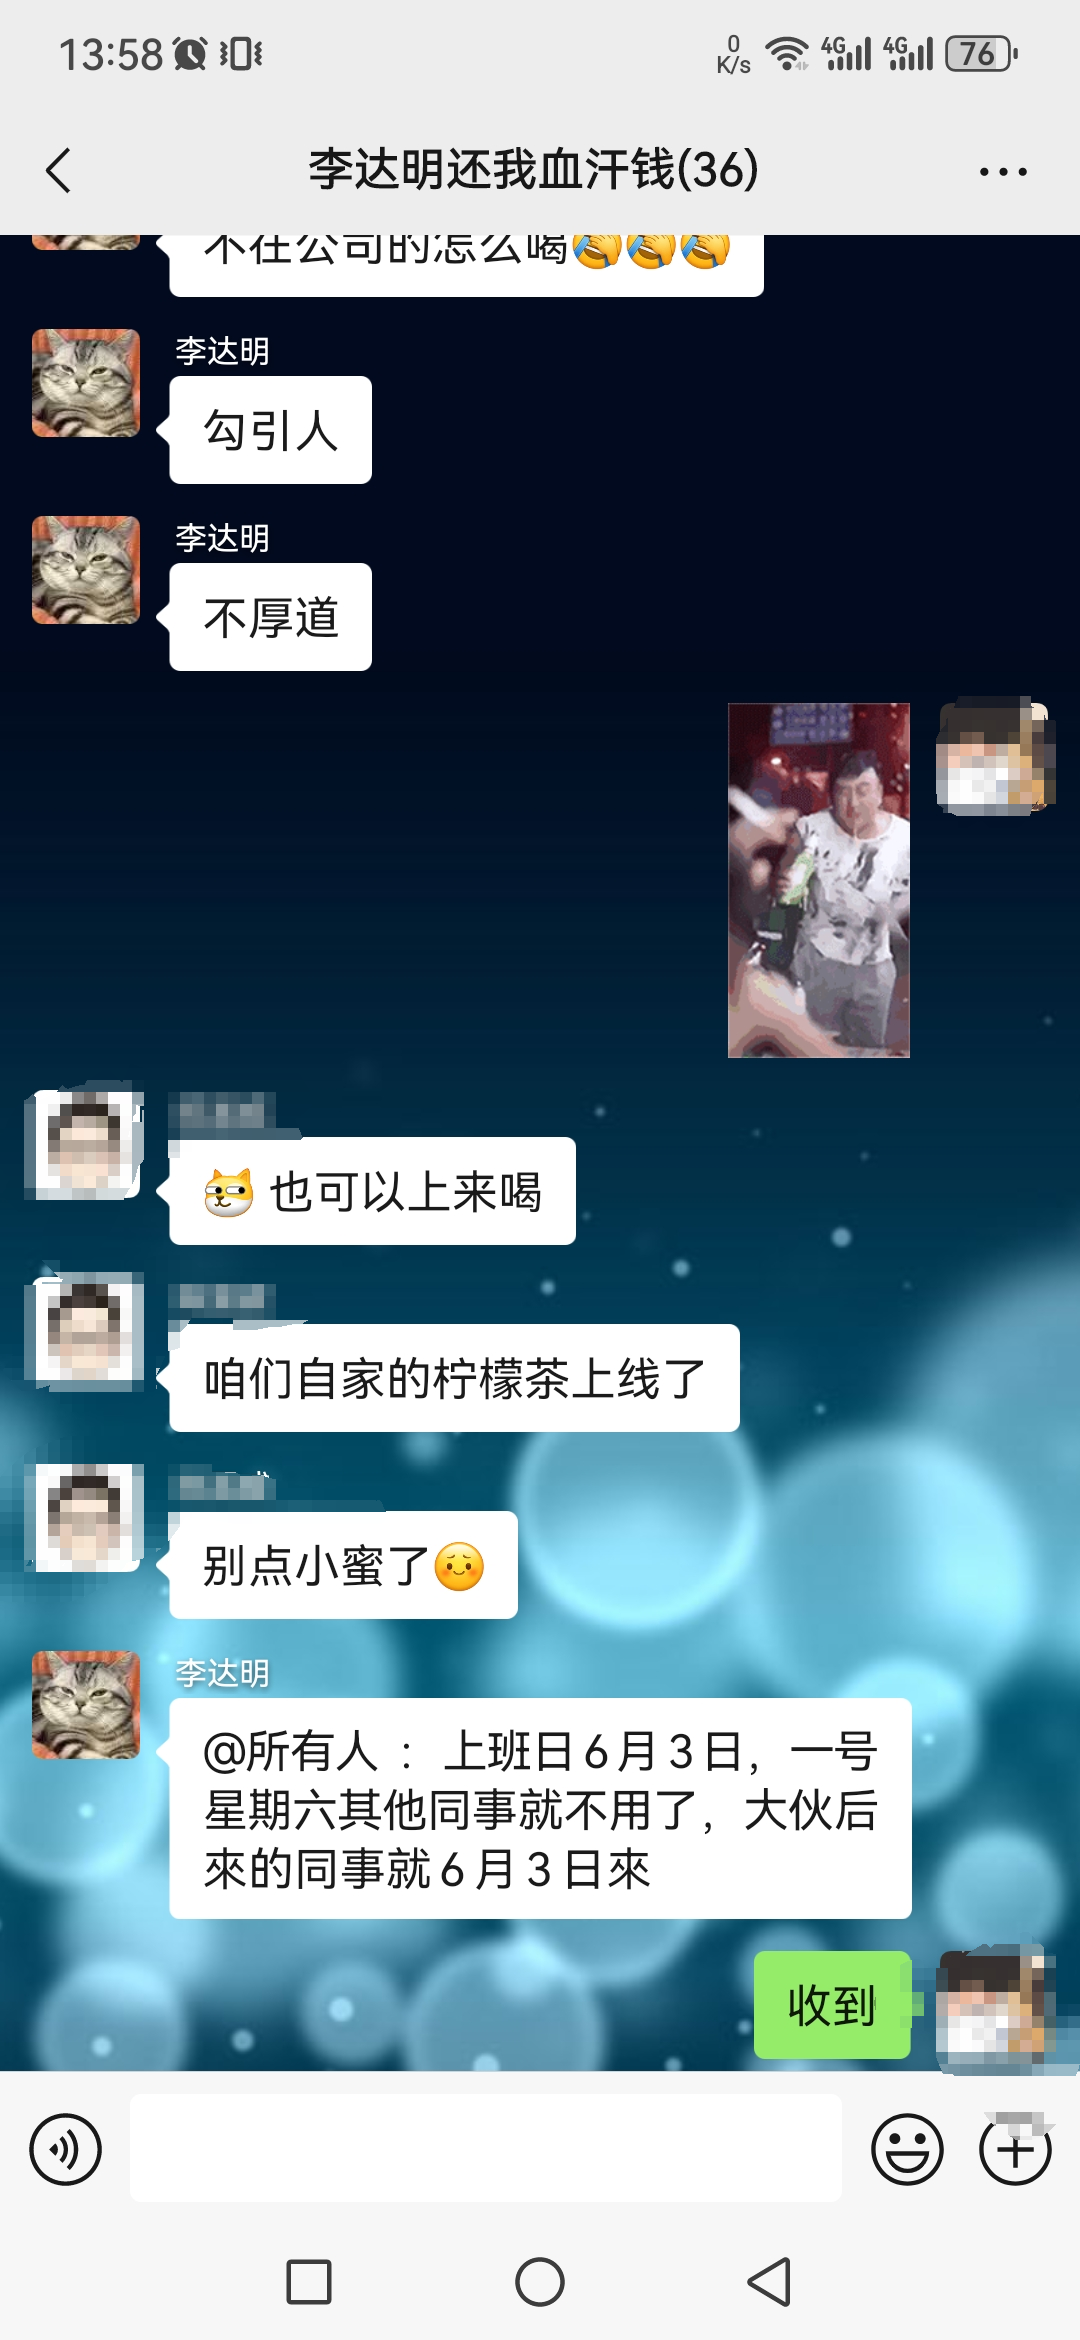 13:58
0
K/s
4G
4G
76
李达明还我血汗钱(36)
不在公司的怎么喝
李达明
勾引人
李达明
不厚道
也可以上来喝
咱们自家的柠檬茶上线了
别点小蜜了
李达明
@所有人 ：上班日6月3日，一号
星期六其他同事就不用了，大伙后
來的同事就6月3日來
收到